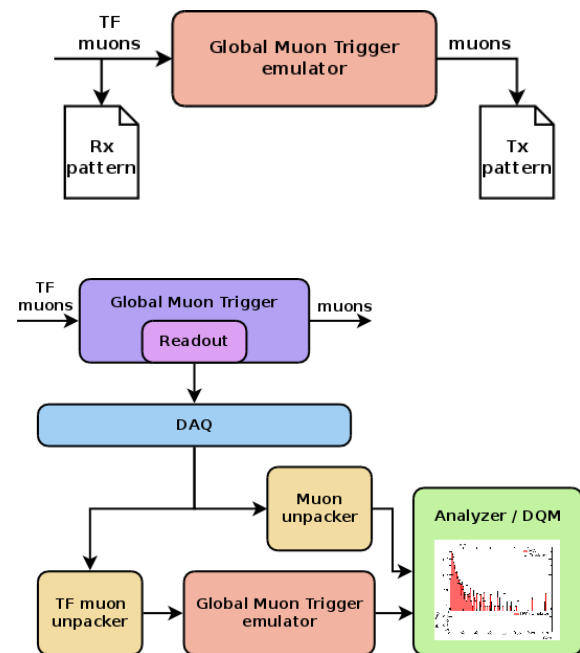 TF
muons
Global Muon Trigger
emulator
muons
Rx
pattern
Tx
pattern
TF
muons
Global Muon Trigger
muons
Readout
DAQ
Muon
unpacker
Analyzer / DQM
TF muon
unpacker
Global Muon Trigger
emulator